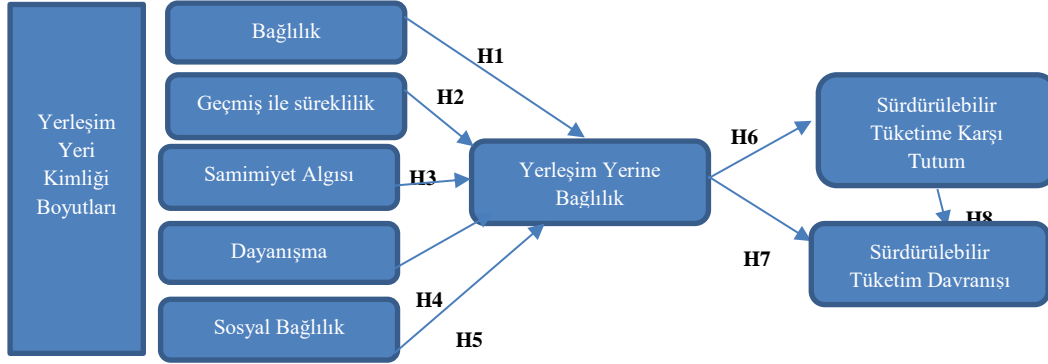 Yerleşim
Yeri
Kimliği
Boyutları
Bağlılık
Geçmiş ile süreklilik
Samimiyet Algısı
Dayanışma
Sosyal Bağlılık
H1
H2
H3
H4
H5
Yerleşim Yerine
Bağlılık
H6
H7
Sürdürülebilir
Tüketime Karşı
Tutum
H8
Sürdürülebilir
Tüketim Davranışı